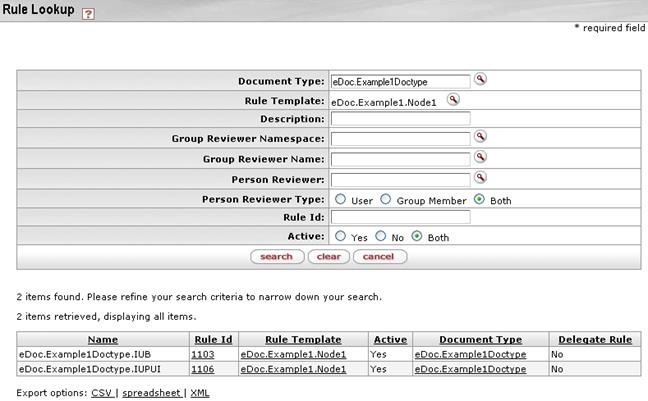 Rule Lookup ?
* required field
Document Type: eDoc.Example1Doctype
Rule Template: eDoc.Example1.Node1
Description:
Group Reviewer Namespace:
Group Reviewer Name:
Person Reviewer:
Person Reviewer Type: User Group Member Both
Rule Id:
Active: Yes No Both
search clear cancel
2 items found. Please refine your search criteria to narrow down your search.
2 items retrieved, displaying all items.
Name Rule Id Rule Template Active Document Type Delegate Rule
eDoc.Example1Doctype.IUB 1103 eDoc.Example1.Node1 Yes eDoc.Example1Doctype No
eDoc.Example1Doctype.IUPUI 1106 eDoc.Example1.Node1 Yes eDoc.Example1Doctype No
Export options: CSV | spreadsheet | XML